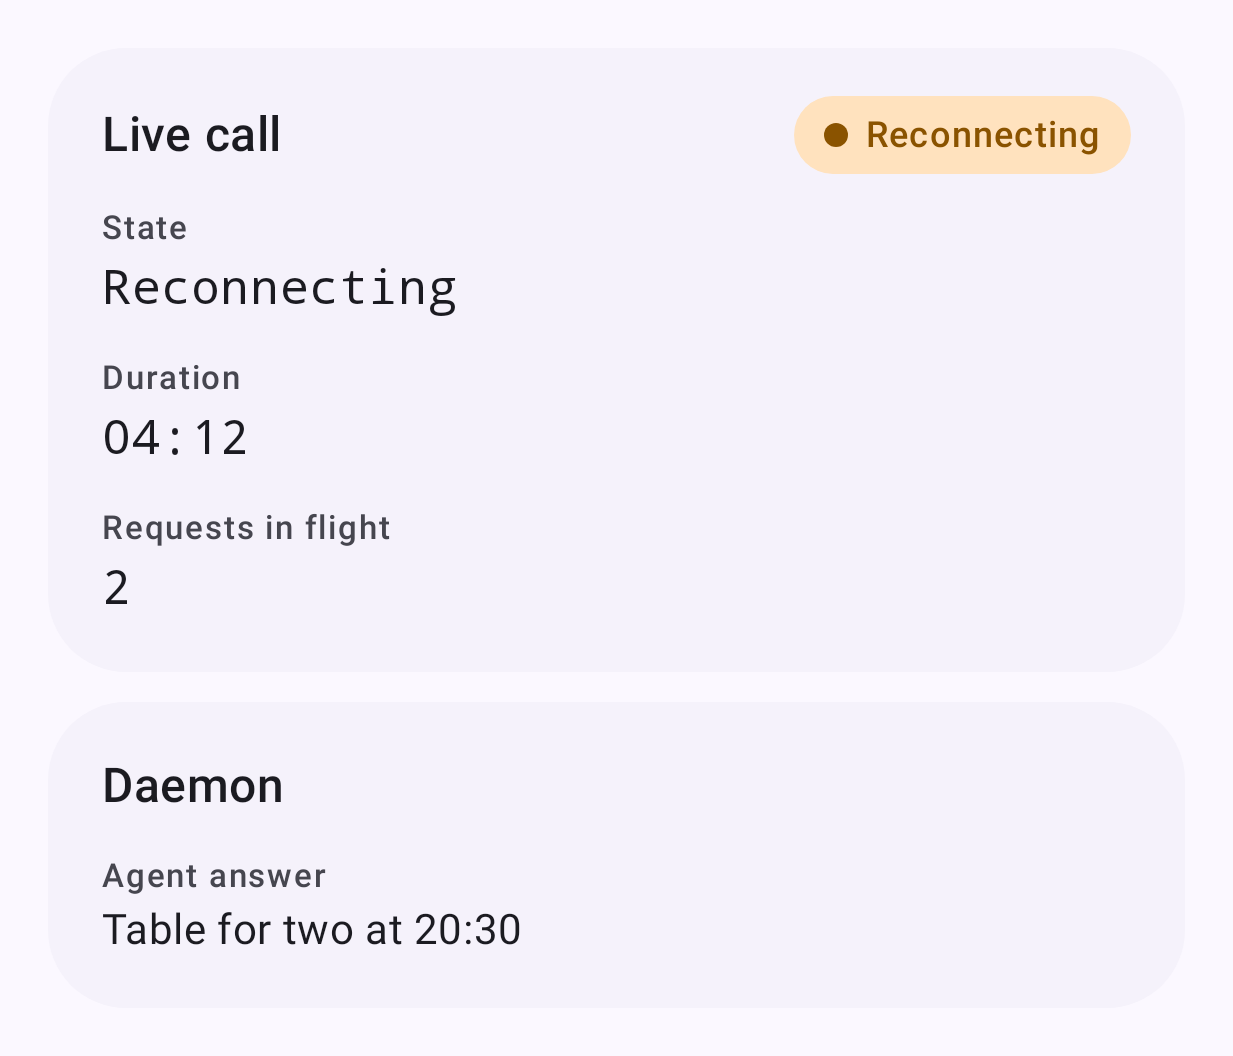 Live call
Reconnecting
State
Reconnecting
Duration
04:12
Requests in flight
2
Daemon
Agent answer
Table for two at 20:30